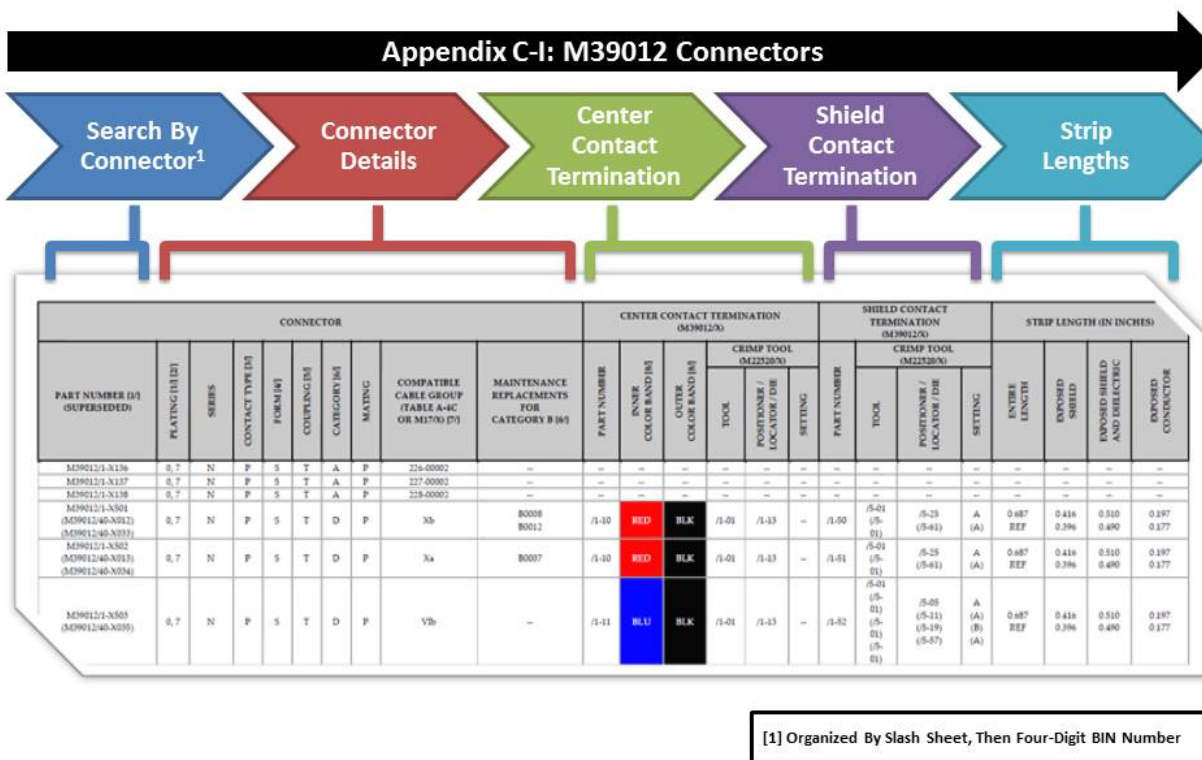 Appendix C-I: M39012 Connectors
Search By
Connector1
Connector
Details
Center
Contact
Termination
Shield
Contact
Termination
Strip
Lengths
CONNECTOR
CENTER CONTACT TERMINATION
(M39012/X)
SHIELD CONTACT
TERMINATION
(M39012/X)
STRIP LENGTH (IN INCHES)
PART NUMBER [1/]
(SUPERSEDED)
PLATING [1/] [2/]
SERIES
CONTACT TYPE [3/]
FORM [4/]
COUPLING [5/]
CATEGORY [6/]
MATING
COMPATIBLE
CABLE GROUP
(TABLE A-4C
OR M17/X) [7/]
MAINTENANCE
REPLACEMENTS
FOR
CATEGORY B [6/]
PART NUMBER
INNER
COLOR BAND [8/]
OUTER
COLOR BAND [8/]
CRIMP TOOL
(M22520/X)
TOOL
POSITIONER /
LOCATOR / DIE
SETTING
PART NUMBER
CRIMP TOOL
(M22520/X)
TOOL
POSITIONER /
LOCATOR / DIE
SETTING
ENTIRE
LENGTH
EXPOSED
SHIELD
EXPOSED SHIELD
AND DIELECTRIC
EXPOSED
CONDUCTOR
M39012/1-X136 0, 7 N P S T A P 226-00002 -- -- -- -- -- -- -- -- -- -- -- -- -- -- --
M39012/1-X137 0, 7 N P S T A P 227-00002 -- -- -- -- -- -- -- -- -- -- -- -- -- -- --
M39012/1-X138 0, 7 N P S T A P 228-00002 -- -- -- -- -- -- -- -- -- -- -- -- -- -- --
M39012/1-X501
(M39012/40-X012)
(M39012/40-X033)
0, 7 N P S T D P Xb
B0008
B0012
/1-10 RED BLK /1-01 /1-13 -- /1-50
/5-01
(/5-
01)
/5-25
(/5-61)
A
(A)
0.687
REF
0.416
0.396
0.510
0.490
0.197
0.177
M39012/1-X502
(M39012/40-X013)
(M39012/40-X034)
0, 7 N P S T D P Xa B0007 /1-10 RED BLK /1-01 /1-13 -- /1-51
/5-01
(/5-
01)
/5-25
(/5-61)
A
(A)
0.687
REF
0.416
0.396
0.510
0.490
0.197
0.177
M39012/1-X503
(M39012/40-X035)
0, 7 N P S T D P VIb -- /1-11 BLU BLK /1-01 /1-13 -- /1-52
/5-01
(/5-
01)
(/5-
01)
(/5-
01)
/5-05
(/5-11)
(/5-19)
(/5-57)
A
(A)
(B)
(A)
0.687
REF
0.416
0.396
0.510
0.490
0.197
0.177
[1] Organized By Slash Sheet, Then Four-Digit BIN Number